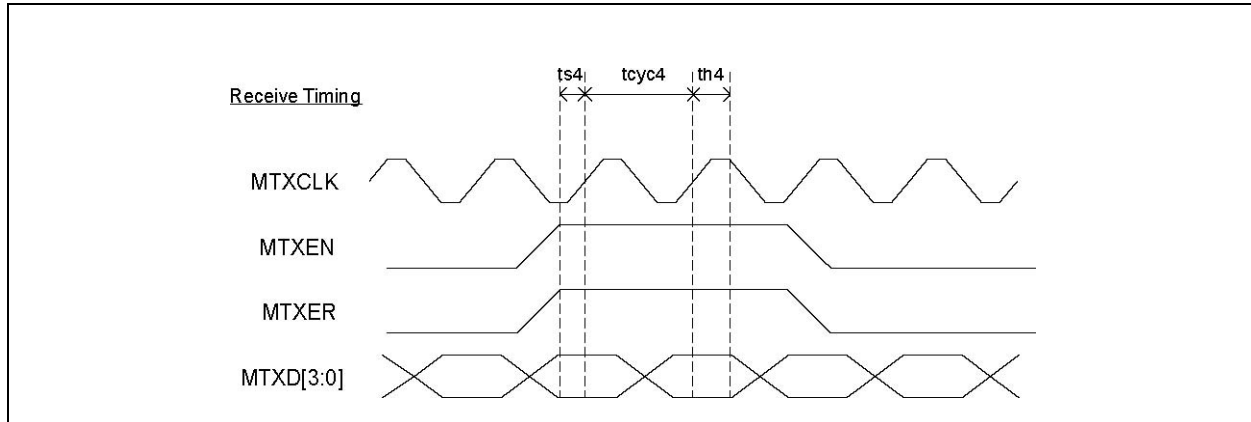 ts4 tcyc4 th4
Receive Timing
MTXCLK
MTXEN
MTXER
MTXD[3:0]